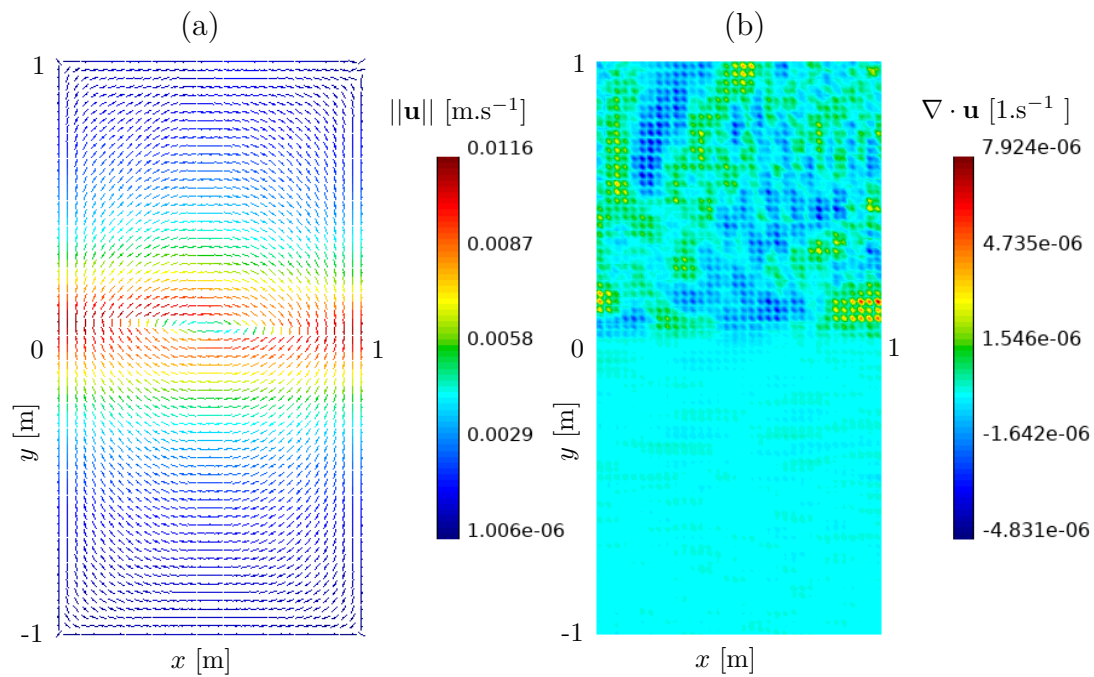 (a)
1
0
-1
1
y [m]
x [m]
||u|| [m.s⁻¹]
0.0116
0.0087
0.0058
0.0029
1.006e-06
(b)
1
0
-1
1
y [m]
x [m]
∇ · u [1.s⁻¹ ]
7.924e-06
4.735e-06
1.546e-06
-1.642e-06
-4.831e-06